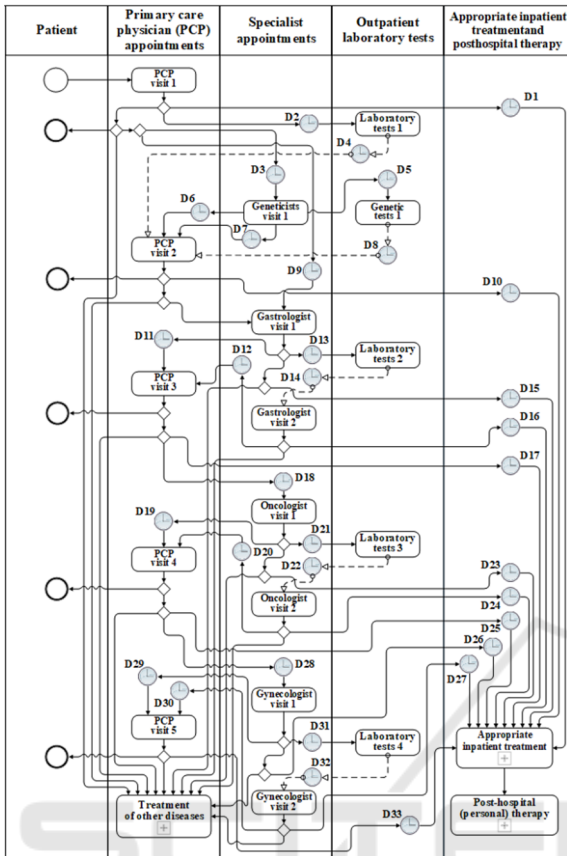 Patient
Primary care
physician (PCP)
appointments
Specialist
appointments
Outpatient
laboratory tests
Appropriate inpatient
treatmentand
posthospital therapy
PCP
visit 1
D1
D2
Laboratory
tests 1
D4
D3
D5
D6
Geneticists
visit 1
Genetic
tests 1
D7
PCP
visit 2
D8
D9
D10
Gastrologist
visit 1
D11
D12
D13
Laboratory
tests 2
D14
PCP
visit 3
D15
Gastrologist
visit 2
D16
D17
D18
Oncologist
visit 1
D19
D21
Laboratory
tests 3
D20
PCP
visit 4
D22
D23
Oncologist
visit 2
D24
D25
D26
D27
D28
D29
Gynecologist
visit 1
D30
PCP
visit 5
D31
Laboratory
tests 4
Appropriate
inpatient treatment
D32
Gynecologist
visit 2
Treatment
of other diseases
D33
Post-hospital
(personal) therapy